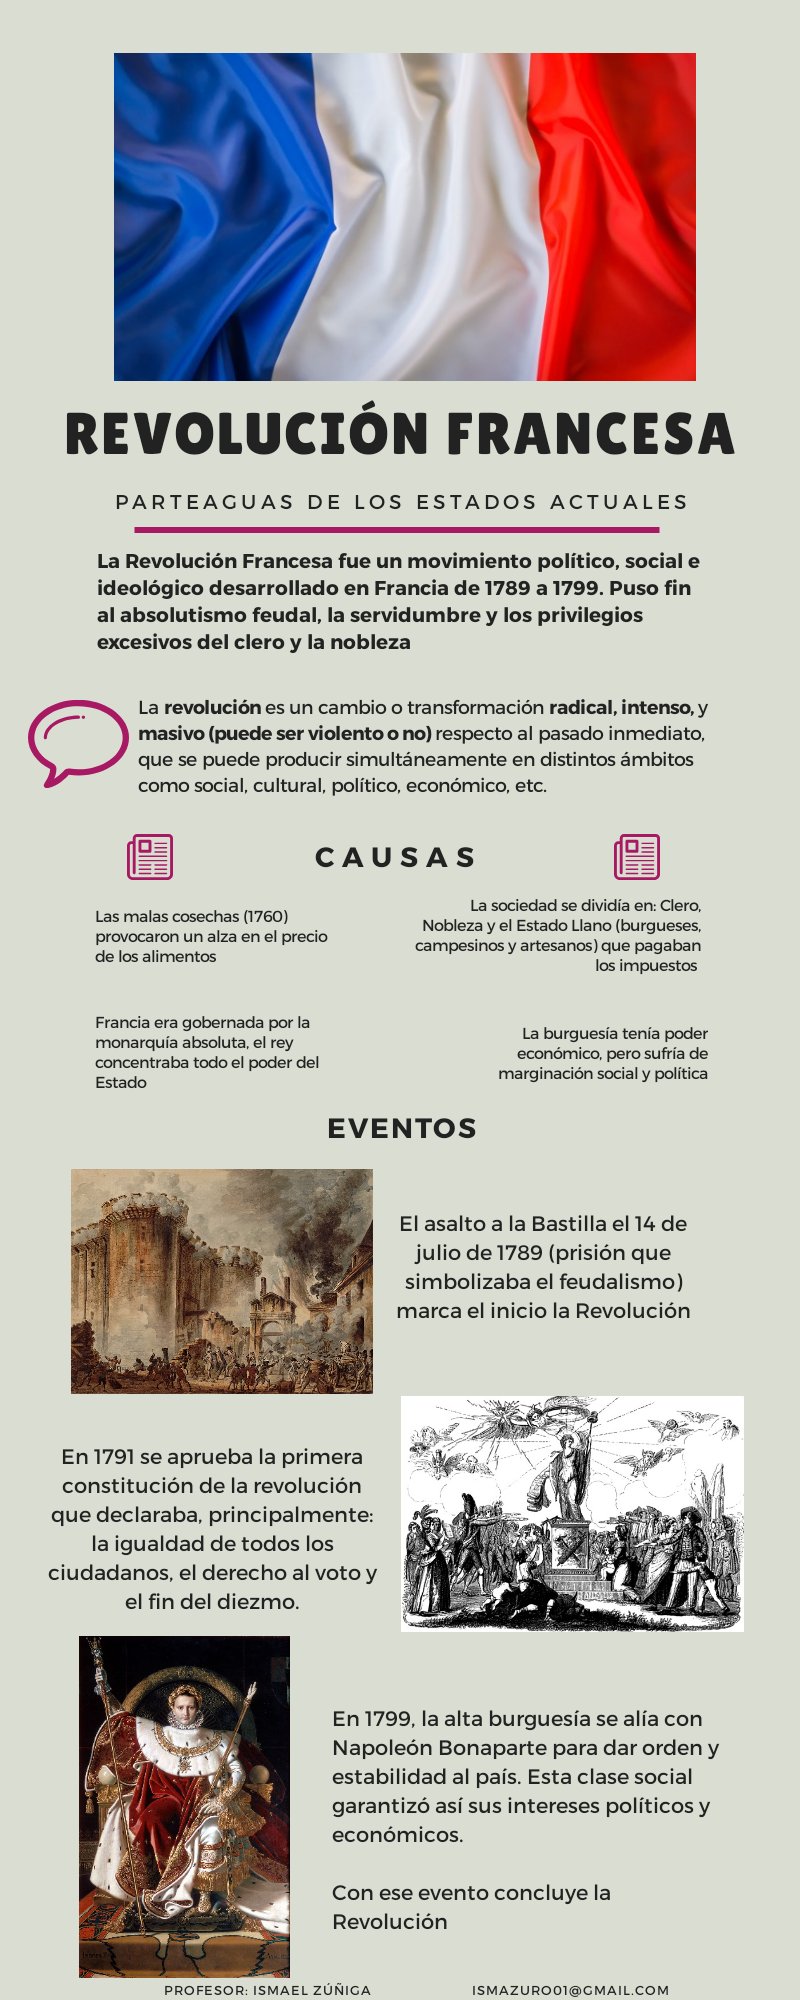 REVOLUCIÓN FRANCESA
PARTEAGUAS DE LOS ESTADOS ACTUALES
La Revolución Francesa fue un movimiento político, social e
ideológico desarrollado en Francia de 1789 a 1799. Puso fin
al absolutismo feudal, la servidumbre y los privilegios
excesivos del clero y la nobleza
La revolución es un cambio o transformación radical, intenso, y
masivo (puede ser violento o no) respecto al pasado inmediato,
que se puede producir simultáneamente en distintos ámbitos
como social, cultural, político, económico, etc.
CAUSAS
Las malas cosechas (1760)
provocaron un alza en el precio
de los alimentos
La sociedad se dividía en: Clero,
Nobleza y el Estado Llano (burgueses,
campesinos y artesanos) que pagaban
los impuestos
Francia era gobernada por la
monarquía absoluta, el rey
concentraba todo el poder del
Estado
La burguesía tenía poder
económico, pero sufría de
marginación social y política
EVENTOS
El asalto a la Bastilla el 14 de
julio de 1789 (prisión que
simbolizaba el feudalismo)
marca el inicio la Revolución
En 1791 se aprueba la primera
constitución de la revolución
que declaraba, principalmente:
la igualdad de todos los
ciudadanos, el derecho al voto y
el fin del diezmo.
En 1799, la alta burguesía se alía con
Napoleón Bonaparte para dar orden y
estabilidad al país. Esta clase social
garantizó así sus intereses políticos y
económicos.
Con ese evento concluye la
Revolución
PROFESOR: ISMAEL ZÚÑIGA
ISMAZURO01@GMAIL.COM